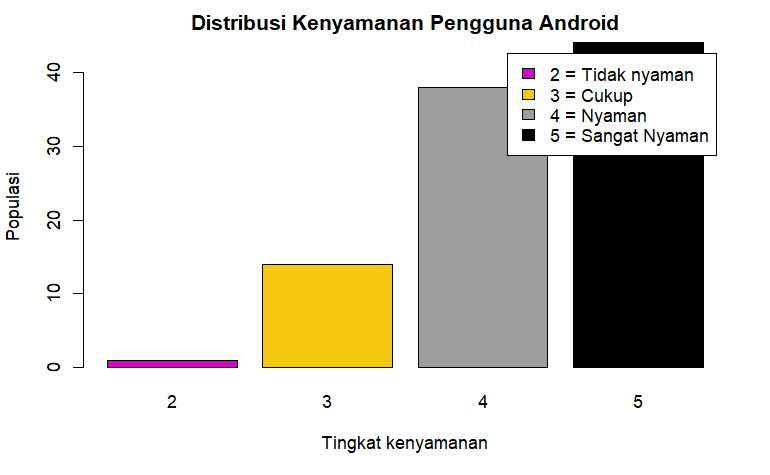 Distribusi Kenyamanan Pengguna Android
2 = Tidak nyaman
3 = Cukup
4 = Nyaman
5 = Sangat Nyaman
Populasi
40
30
20
10
0
2 3 4 5
Tingkat kenyamanan